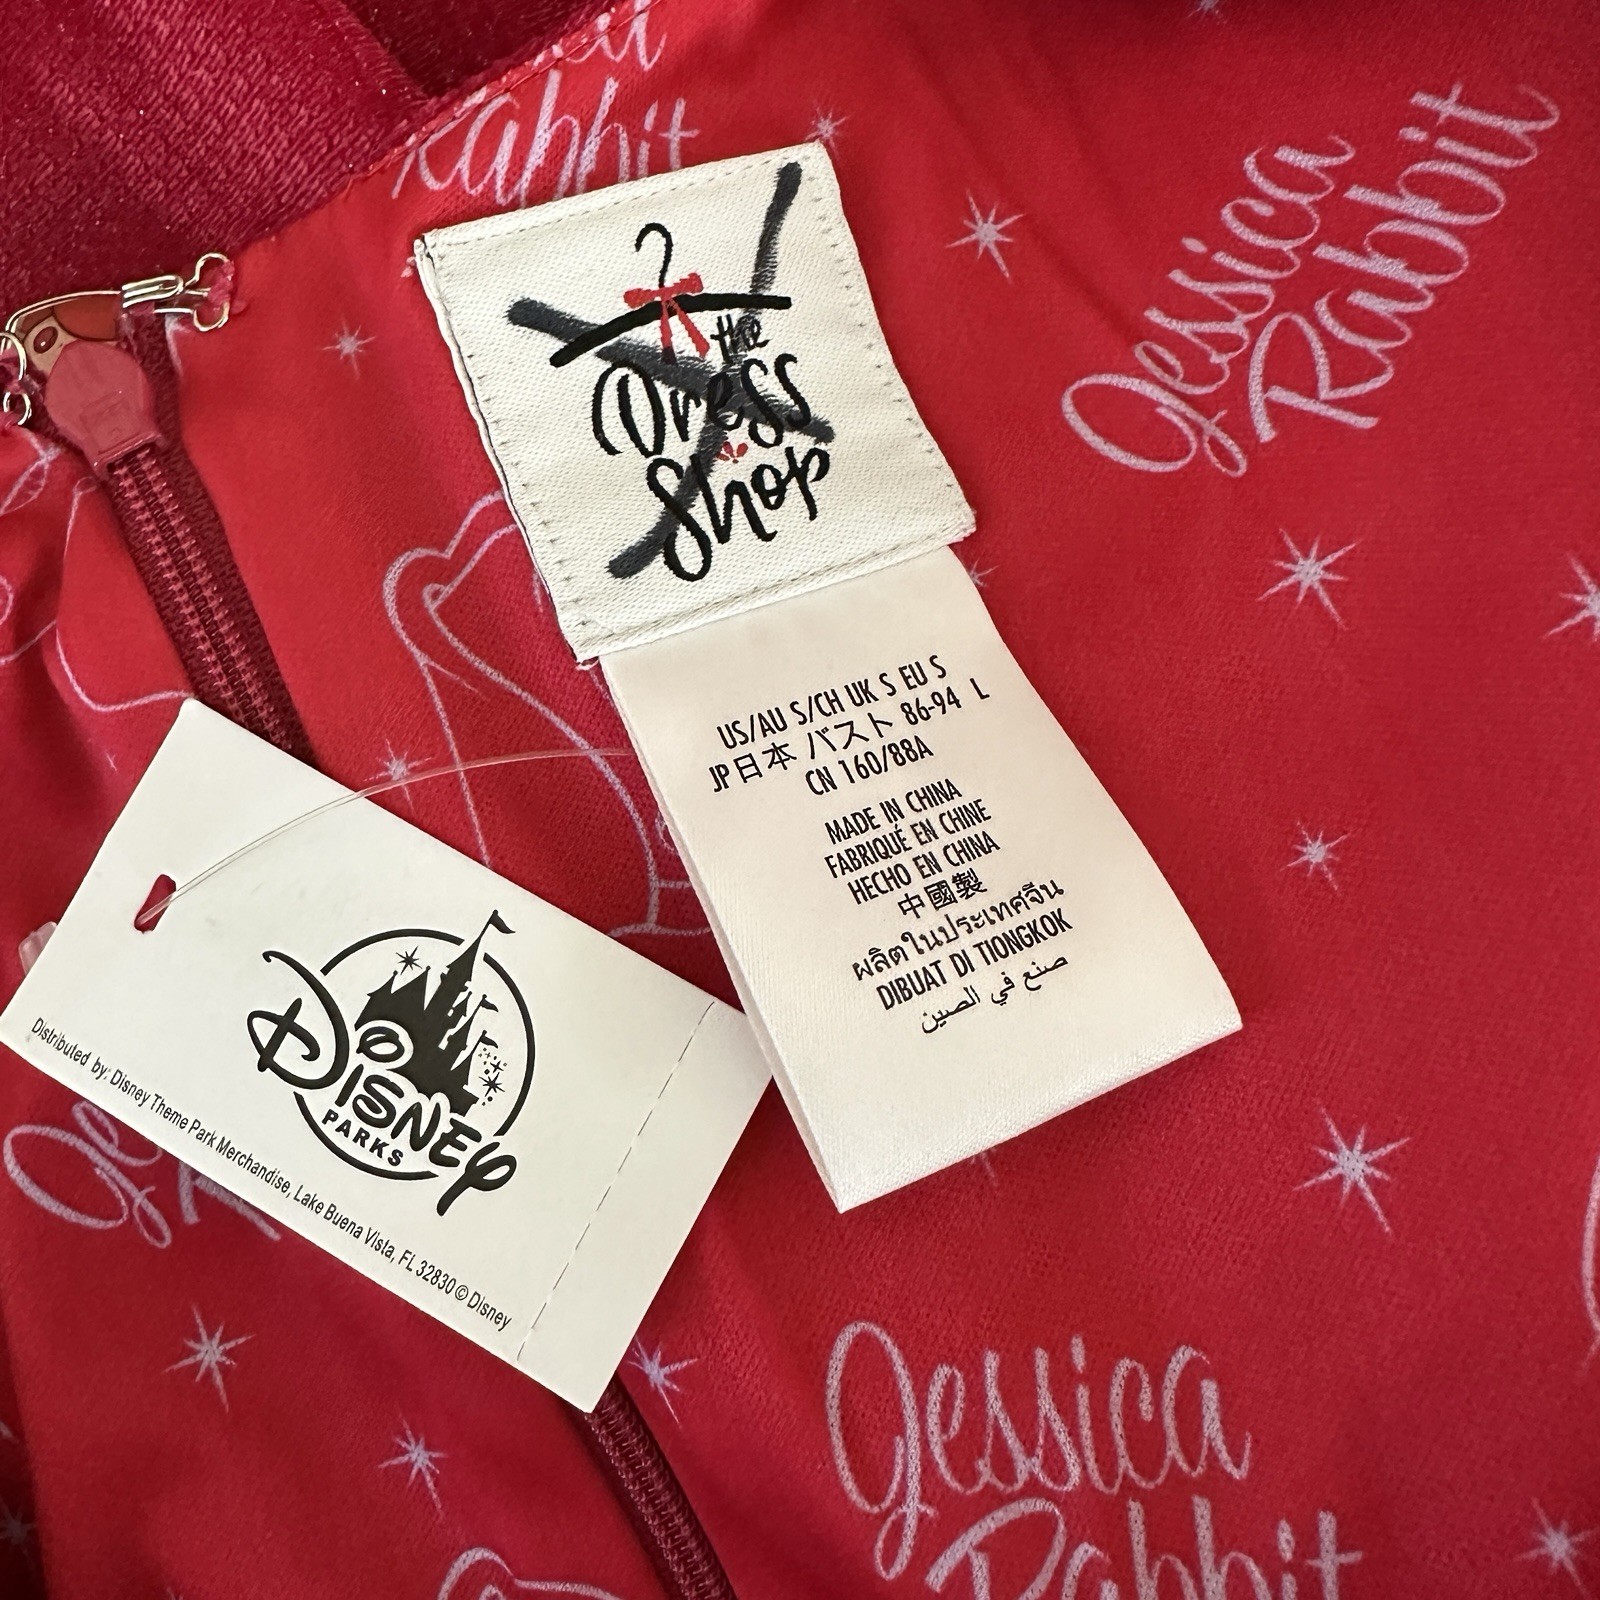 Rabbit
Jessica
Rabbit
the
Dress
Shop
US/AU S/CH UK S EU S
JP日本 バスト 86-94 L
CN 160/88A
MADE IN CHINA
FABRIQUÉ EN CHINE
HECHO EN CHINA
中國製
ผลิตในประเทศจีน
DIBUAT DI TIONGKOK
صنع في الصين
Disney
PARKS
Distributed by: Disney Theme Park Merchandise, Lake Buena Vista, FL 32830 © Disney
Jessica
Rabbit